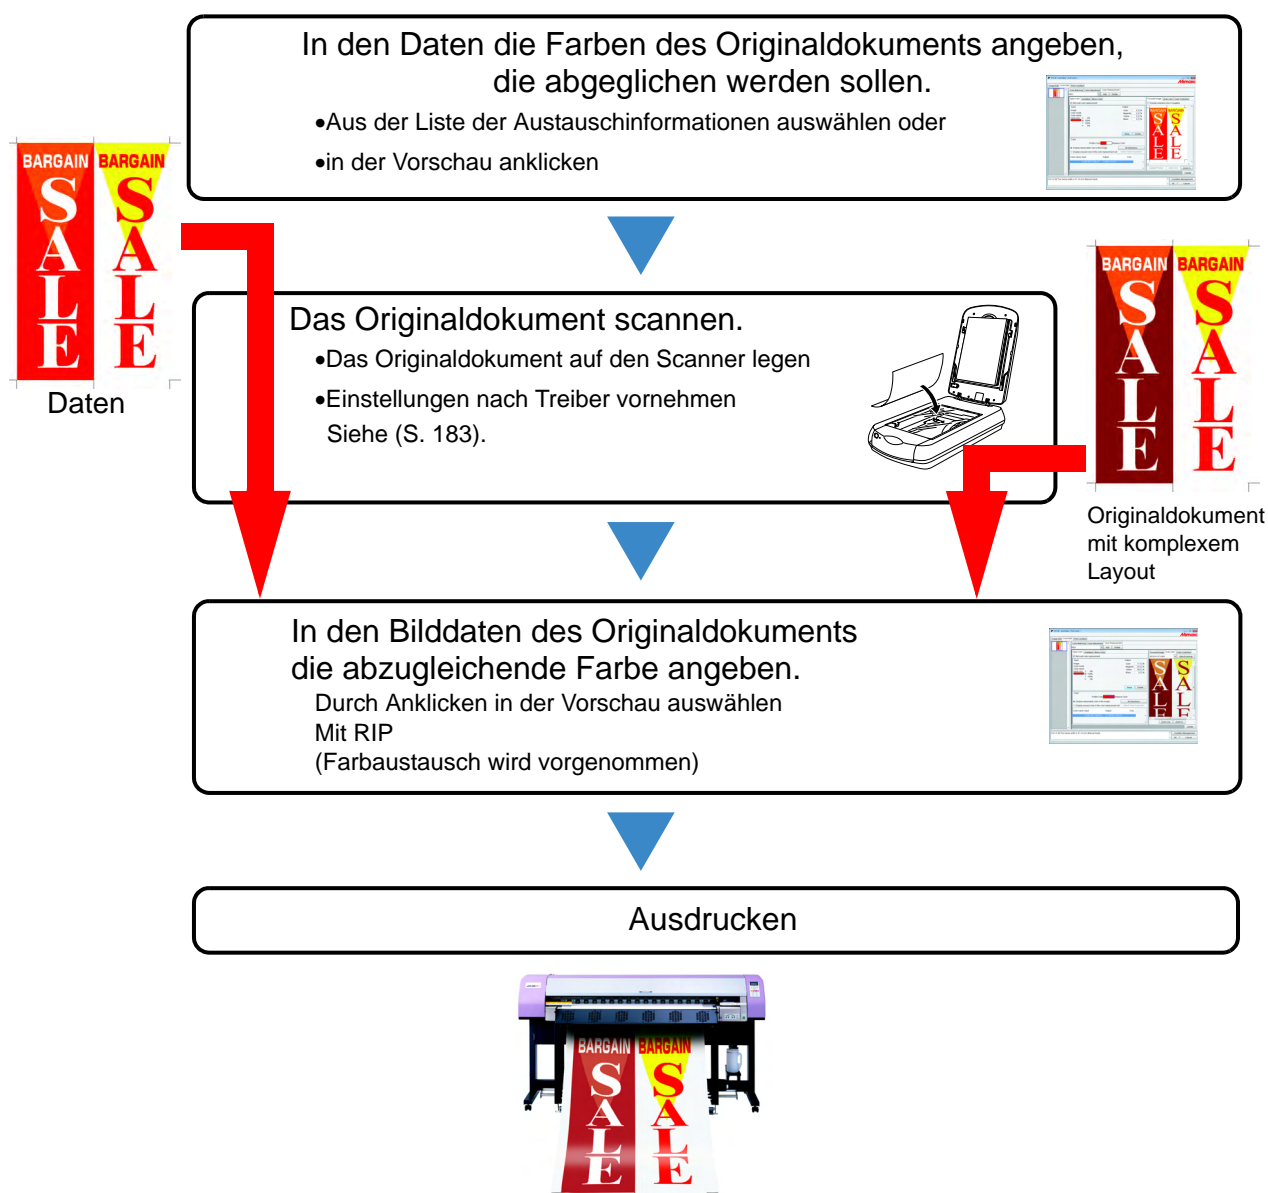 In den Daten die Farben des Originaldokuments angeben,
die abgeglichen werden sollen.
•Aus der Liste der Austauschinformationen auswählen oder
•in der Vorschau anklicken
BARGAIN BARGAIN
SALE SALE
Daten
Das Originaldokument scannen.
•Das Originaldokument auf den Scanner legen
•Einstellungen nach Treiber vornehmen
Siehe (S. 183).
BARGAIN BARGAIN
SALE SALE
Originaldokument
mit komplexem
Layout
In den Bilddaten des Originaldokuments
die abzugleichende Farbe angeben.
Durch Anklicken in der Vorschau auswählen
Mit RIP
(Farbaustausch wird vorgenommen)
Ausdrucken
BARGAIN BARGAIN
SALE SALE